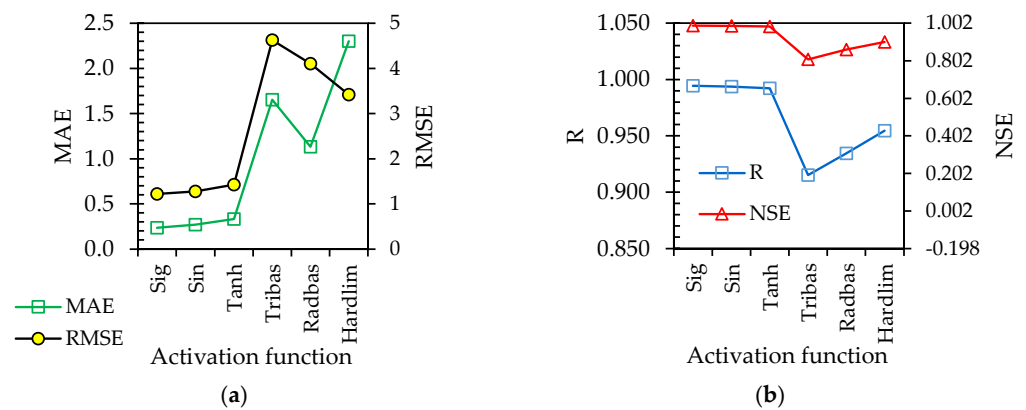 (a)
MAE
2.5
2.0
1.5
1.0
0.5
0.0
5
4
3
2
1
0
RMSE
Sig
Sin
Tanh
Tribas
Radbas
Hardlim
MAE
RMSE
Activation function
(a)
R
1.050
1.000
0.950
0.900
0.850
1.002
0.802
0.602
0.402
0.202
0.002
-0.198
NSE
R
NSE
Sig
Sin
Tanh
Tribas
Radbas
Hardlim
Activation function
(b)